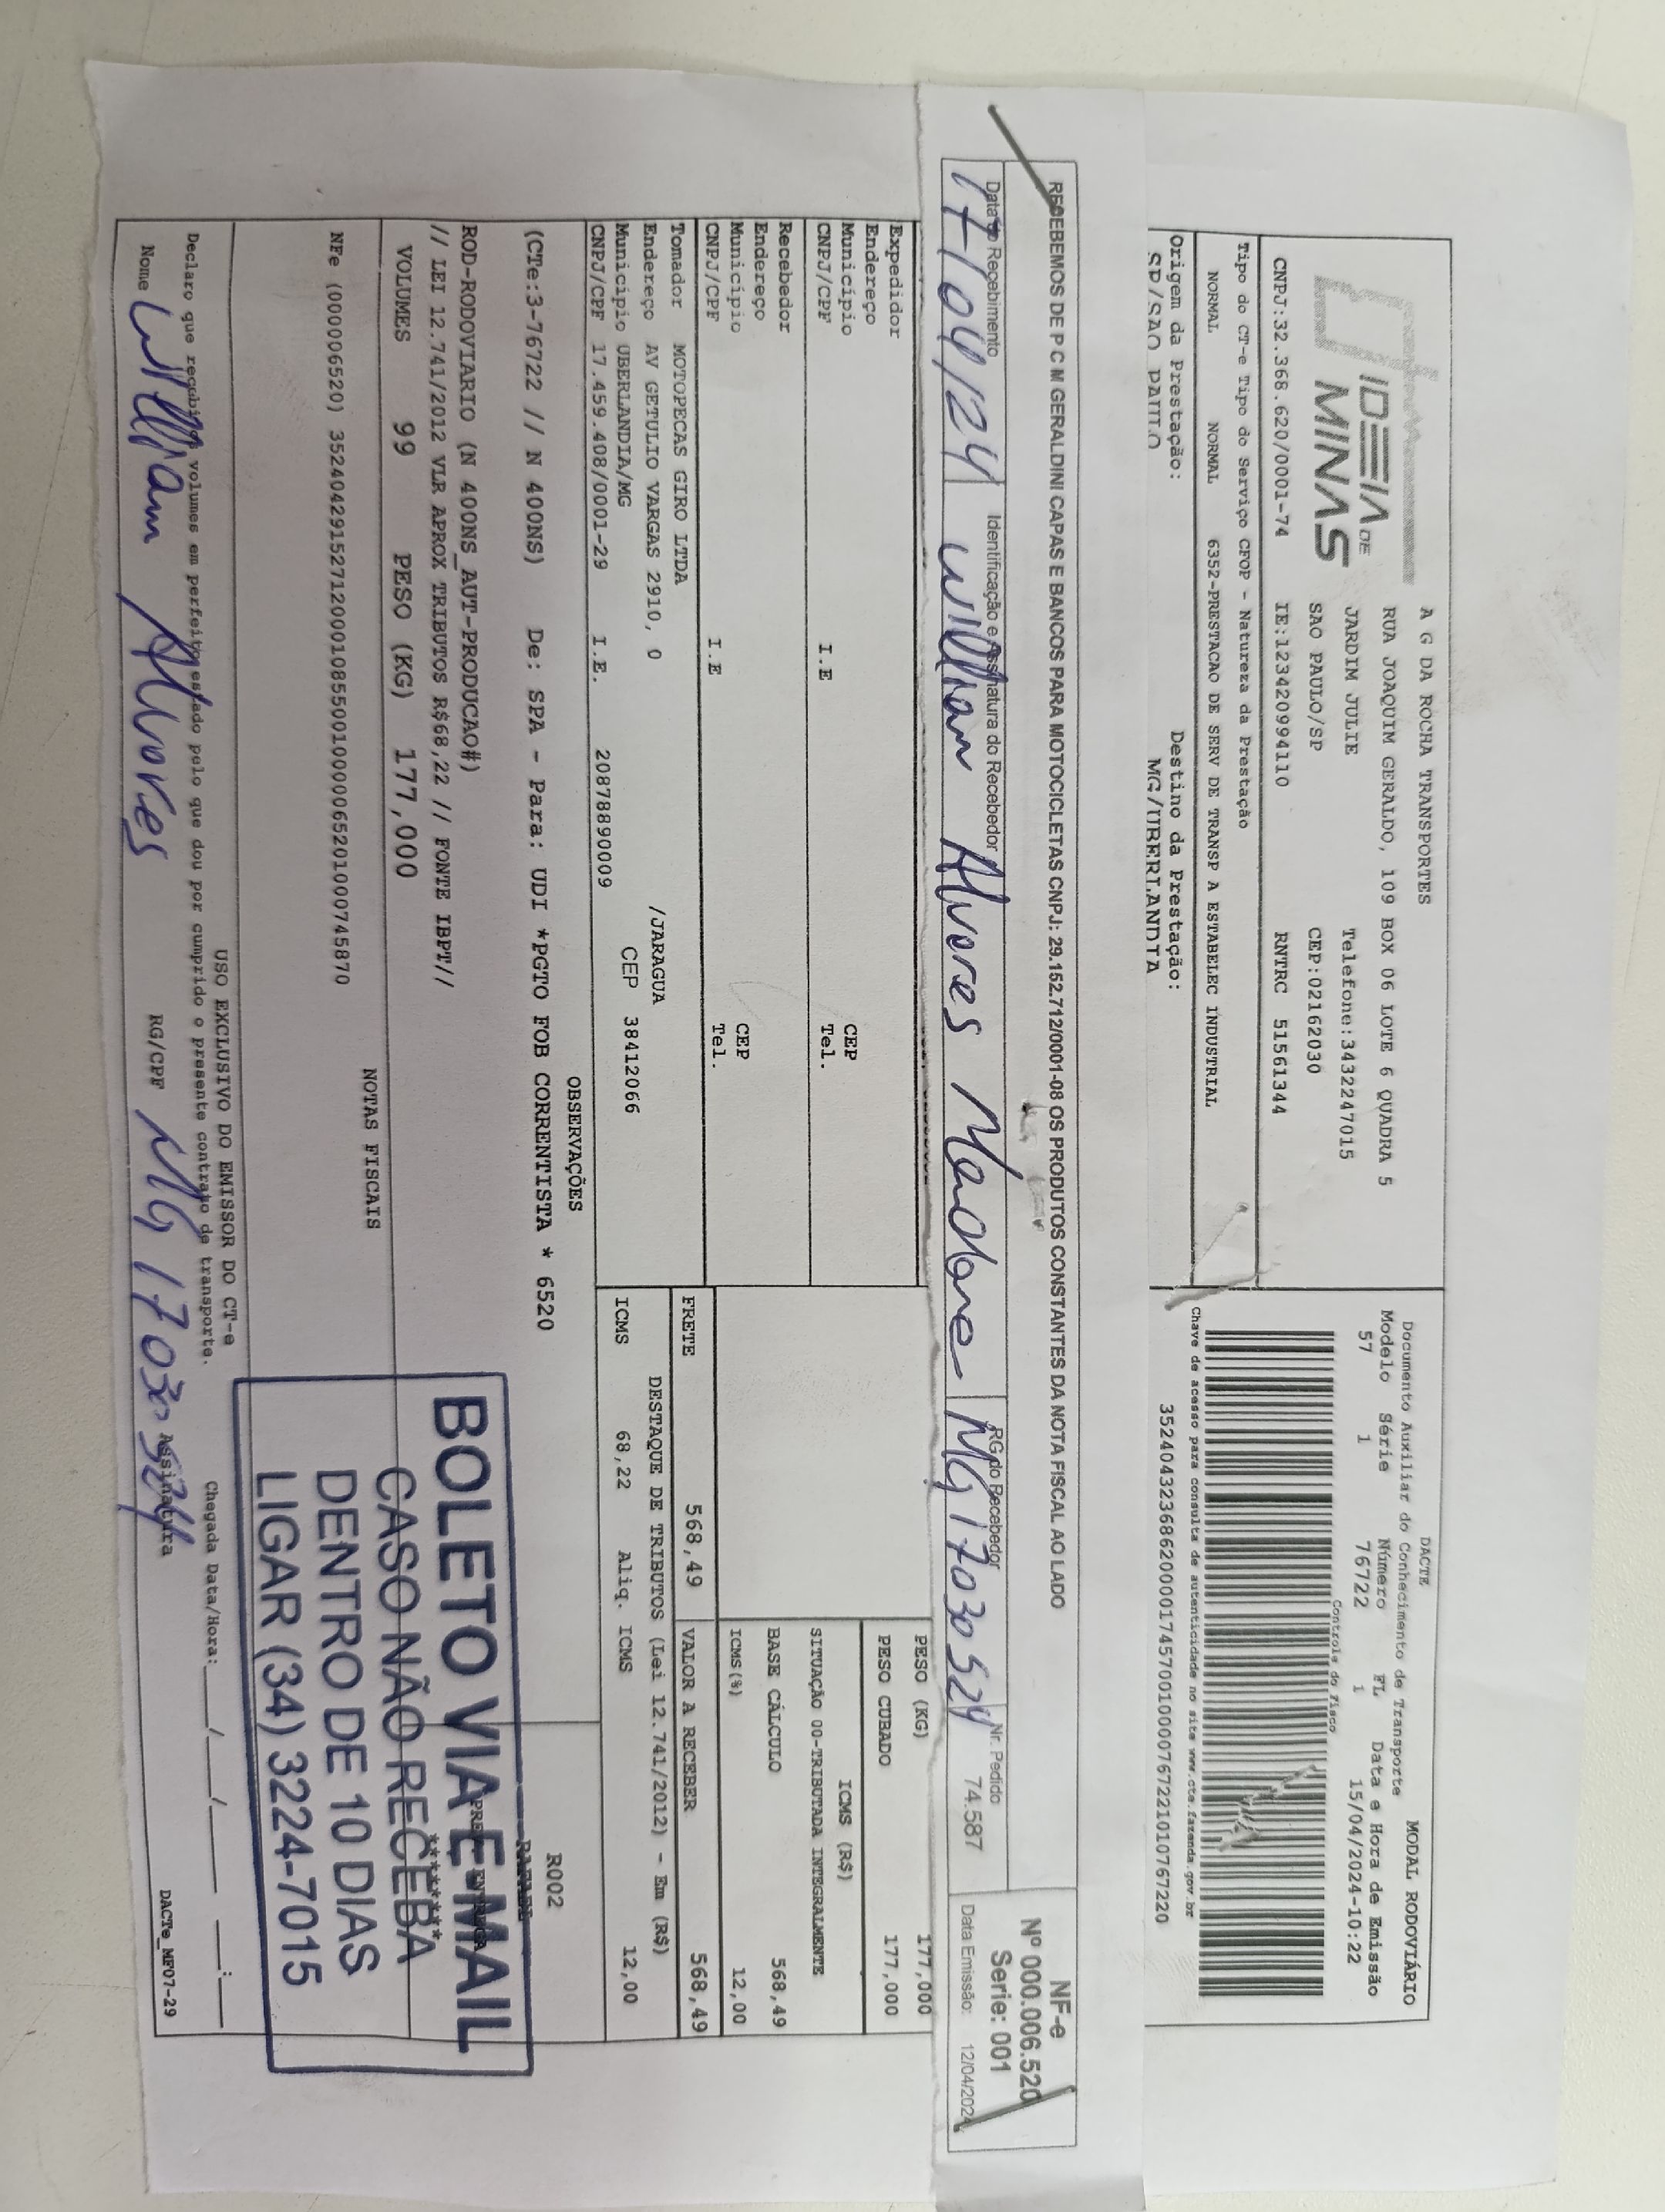 IDEIA DE
MINAS
A G DA ROCHA TRANSPORTES
RUA JOAQUIM GERALDO, 109 BOX 06 LOTE 6 QUADRA 5
JARDIM JULIE Telefone:3432247015
SAO PAULO/SP CEP:02162030
CNPJ:32.368.620/0001-74 IE:123420994110 RNTRC 51561344
Tipo do CT-e Tipo do Serviço CFOP - Natureza da Prestação
NORMAL NORMAL 6352-PRESTACAO DE SERV DE TRANSP A ESTABELEC INDUSTRIAL
Origem da Prestação: Destino da Prestação:
SP/SAO PAULO MG/UBERLANDIA
DACTE MODAL RODOVIÁRIO
Documento Auxiliar do Conhecimento de Transporte
Modelo Série Número FL Data e Hora de Emissão
57 1 76722 1 15/04/2024-10:22
Controle do Fisco
Chave de acesso para consulta de autenticidade no site www.cte.fazenda.gov.br
35240432368620000174570010000767221010767220
RECEBEMOS DE P C M GERALDINI CAPAS E BANCOS PARA MOTOCICLETAS CNPJ: 29.152.712/0001-08 OS PRODUTOS CONSTANTES DA NOTA FISCAL AO LADO
NF-e
Nº 000.006.520
Serie: 001
Data do Recebimento Identificação e Assinatura do Recebedor RG do Recebedor Nr. Pedido
17/04/24 Willian Alvares MG 17030524 74.587
Data Emissão: 12/04/2024
Expedidor
Endereço
Município CEP
CNPJ/CPF I.E Tel.
Recebedor
Endereço
Município CEP
CNPJ/CPF I.E Tel.
Tomador MOTOPECAS GIRO LTDA
Endereço AV GETULIO VARGAS 2910, 0 /JARAGUA
Município UBERLANDIA/MG CEP 38412066
CNPJ/CPF 17.459.408/0001-29 I.E. 20878890009
PESO (KG) 177,000
PESO CUBADO 177,000
ICMS (R$)
SITUAÇÃO 00-TRIBUTADA INTEGRALMENTE
BASE CÁLCULO 568,49
ICMS(%) 12,00
FRETE 568,49 VALOR A RECEBER 568,49
DESTAQUE DE TRIBUTOS (Lei 12.741/2012) - Em (R$)
ICMS 68,22 Aliq. ICMS 12,00
OBSERVAÇÕES
(CTe:3-76722 // N 400NS) De: SPA - Para: UDI *PGTO FOB CORRENTISTA * 6520
R002
ROD-RODOVIARIO (N 400NS_AUT-PRODUCAO#)
// LEI 12.741/2012 VLR APROX TRIBUTOS R$68,22 // FONTE IBPT//
VOLUMES 99 PESO (KG) 177,000
*******
NOTAS FISCAIS
NFe (000006520) 35240429152712000108550010000065201000745870
BOLETO VIA E-MAIL
CASO NÃO RECEBA
DENTRO DE 10 DIAS
LIGAR (34) 3224-7015
USO EXCLUSIVO DO EMISSOR DO CT-e
Declaro que recebi os volumes em perfeito estado pelo que dou por cumprido o presente contrato de transporte.
Chegada Data/Hora:___/___/_____ ___:___
Nome Willian Alvares RG/CPF MG 17030524 Assinatura
DACTe_MF07-29